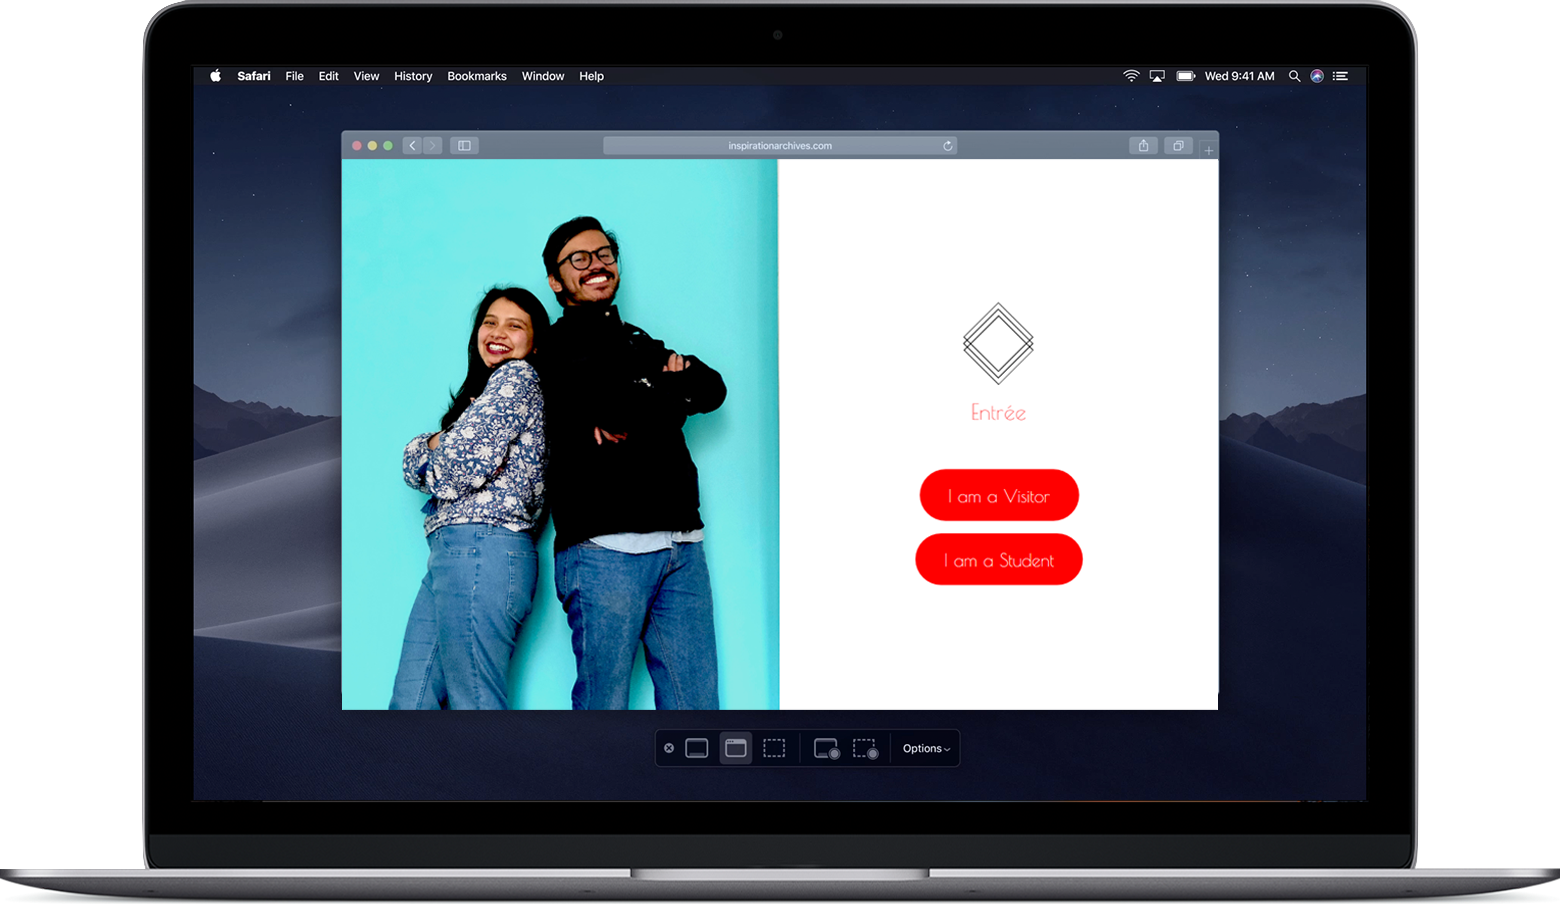 Safari File Edit View History Bookmarks Window Help Wed 9:41 AM
inspirationarchives.com
Entrée
I am a Visitor
I am a Student
Options